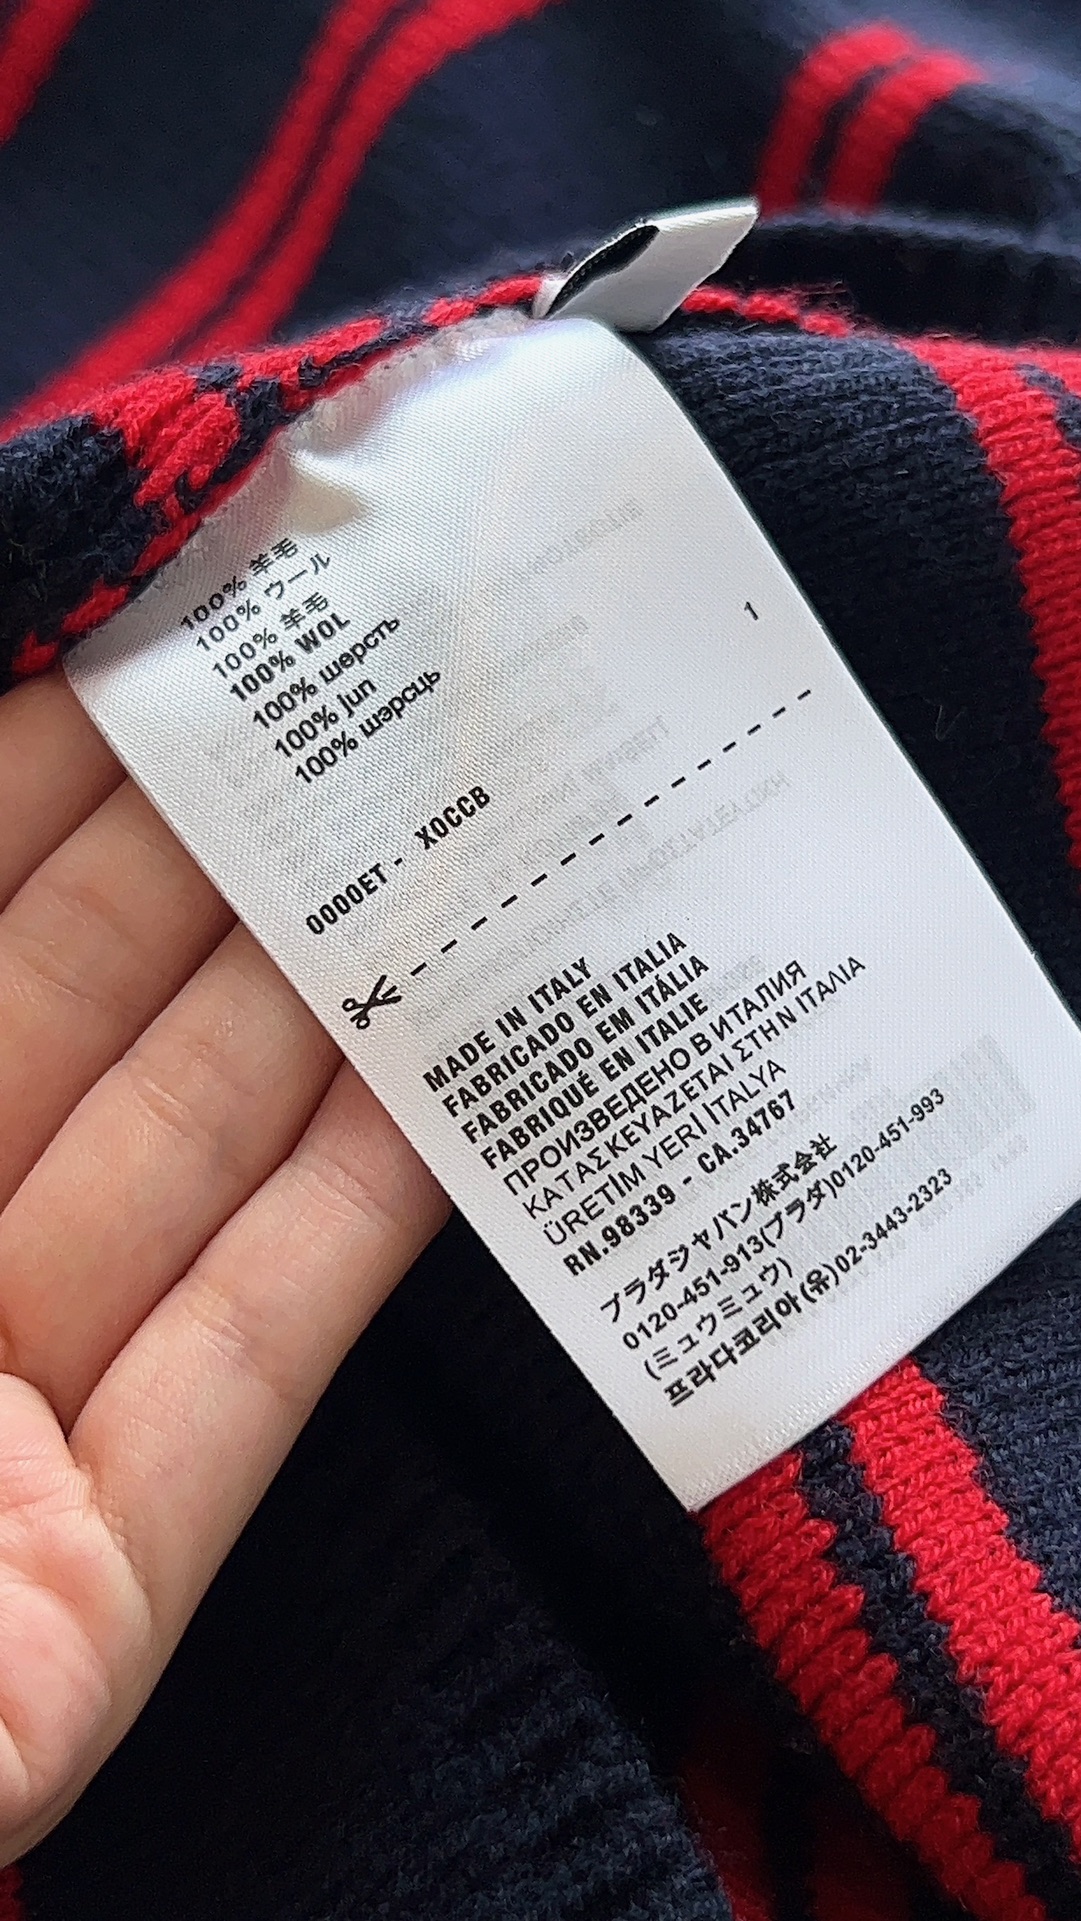 100% 羊毛
100% ウール
100% 羊毛
100% WOL
100% шерсть
100% jun
100% шэрсць
1
0000ET - X0CCB
MADE IN ITALY
FABRICADO EN ITALIA
FABRICADO EM ITÁLIA
FABRIQUÉ EN ITALIE
ПРОИЗВЕДЕНО В ИТАЛИЯ
ΚΑΤΑΣΚΕΥΑΖΕΤΑΙ ΣΤΗΝ ΙΤΑΛΙΑ
ÜRETİM YERİ İTALYA
RN.98339 - CA.34767
プラダジャパン株式会社
0120-451-913(プラダ)0120-451-993
(ミュウミュウ)
프라다코리아(유)02-3443-2323